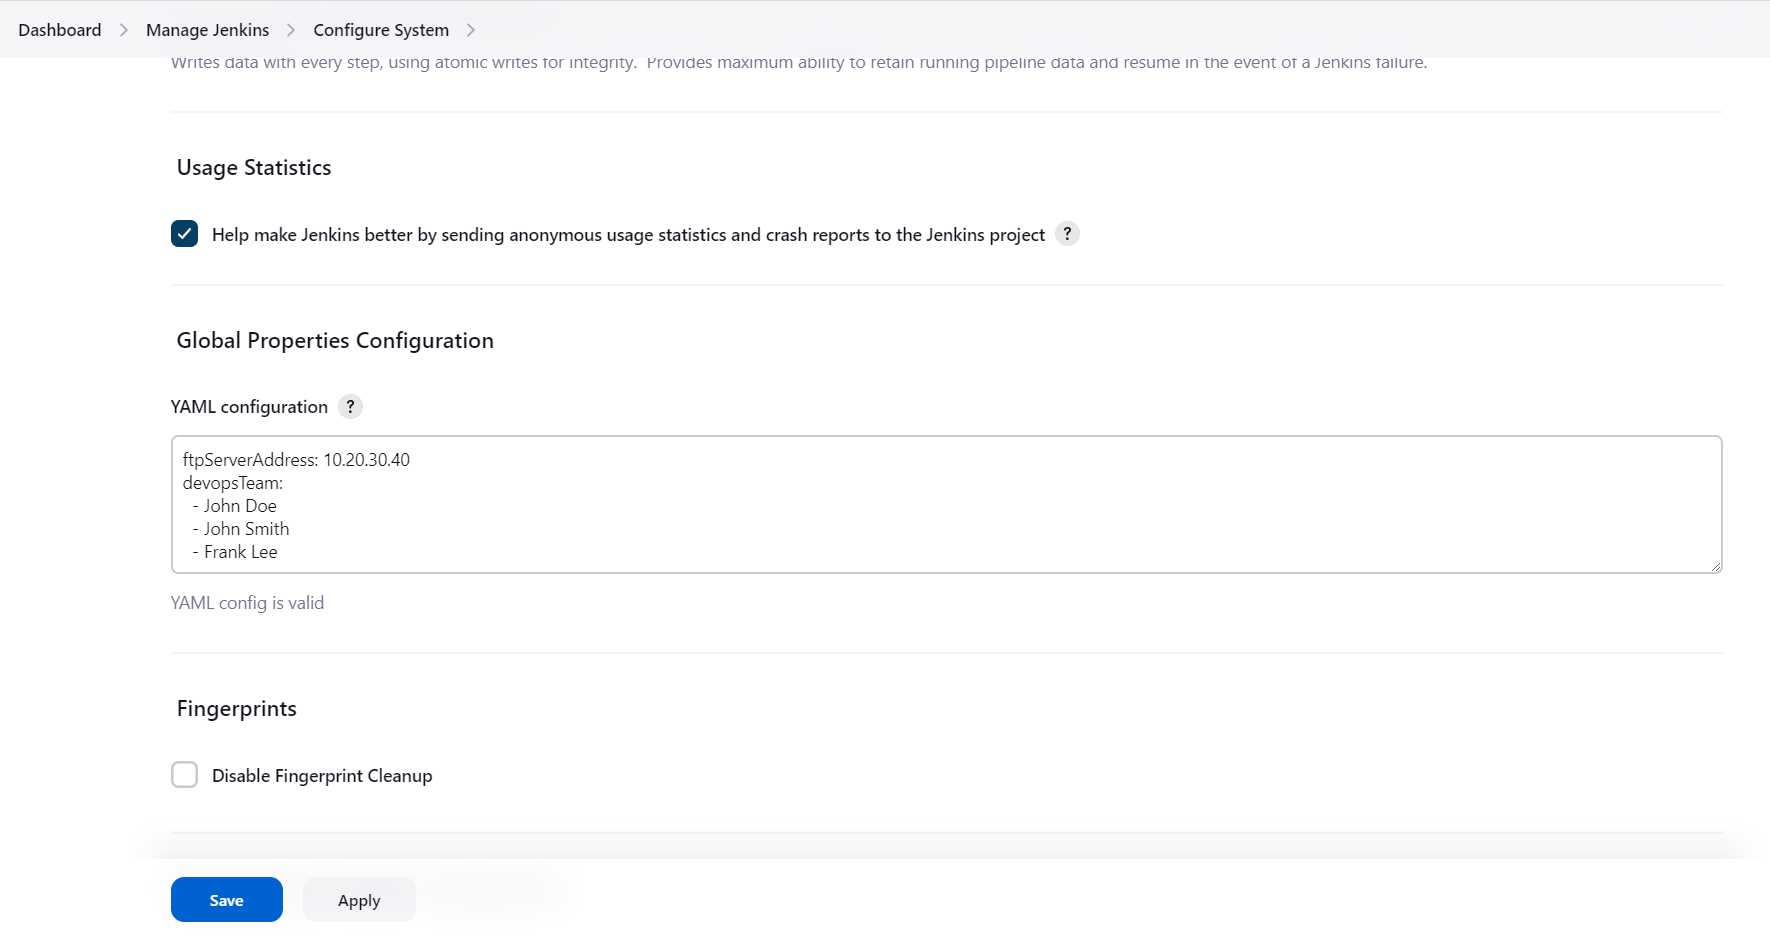 Dashboard > Manage Jenkins > Configure System >
Writes data with every step, using atomic writes for integrity. Provides maximum ability to retain running pipeline data and resume in the event of a Jenkins failure.
Usage Statistics
Help make Jenkins better by sending anonymous usage statistics and crash reports to the Jenkins project ?
Global Properties Configuration
YAML configuration ?
ftpServerAddress: 10.20.30.40
devopsTeam:
- John Doe
- John Smith
- Frank Lee
YAML config is valid
Fingerprints
Disable Fingerprint Cleanup
Save Apply